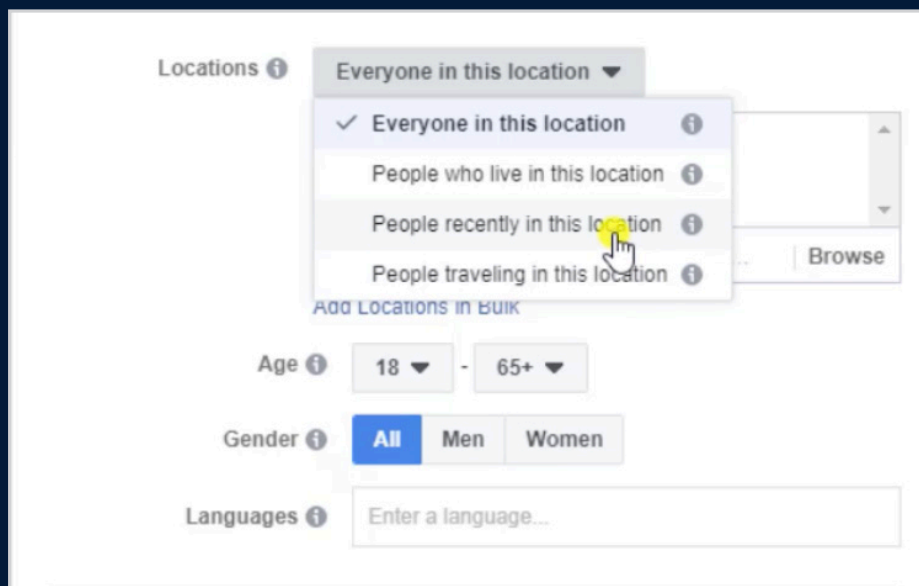 Locations
Everyone in this location
Everyone in this location
People who live in this location
People recently in this location
People traveling in this location
... Browse
Add Locations in Bulk
Age 18 - 65+
Gender All Men Women
Languages Enter a language...